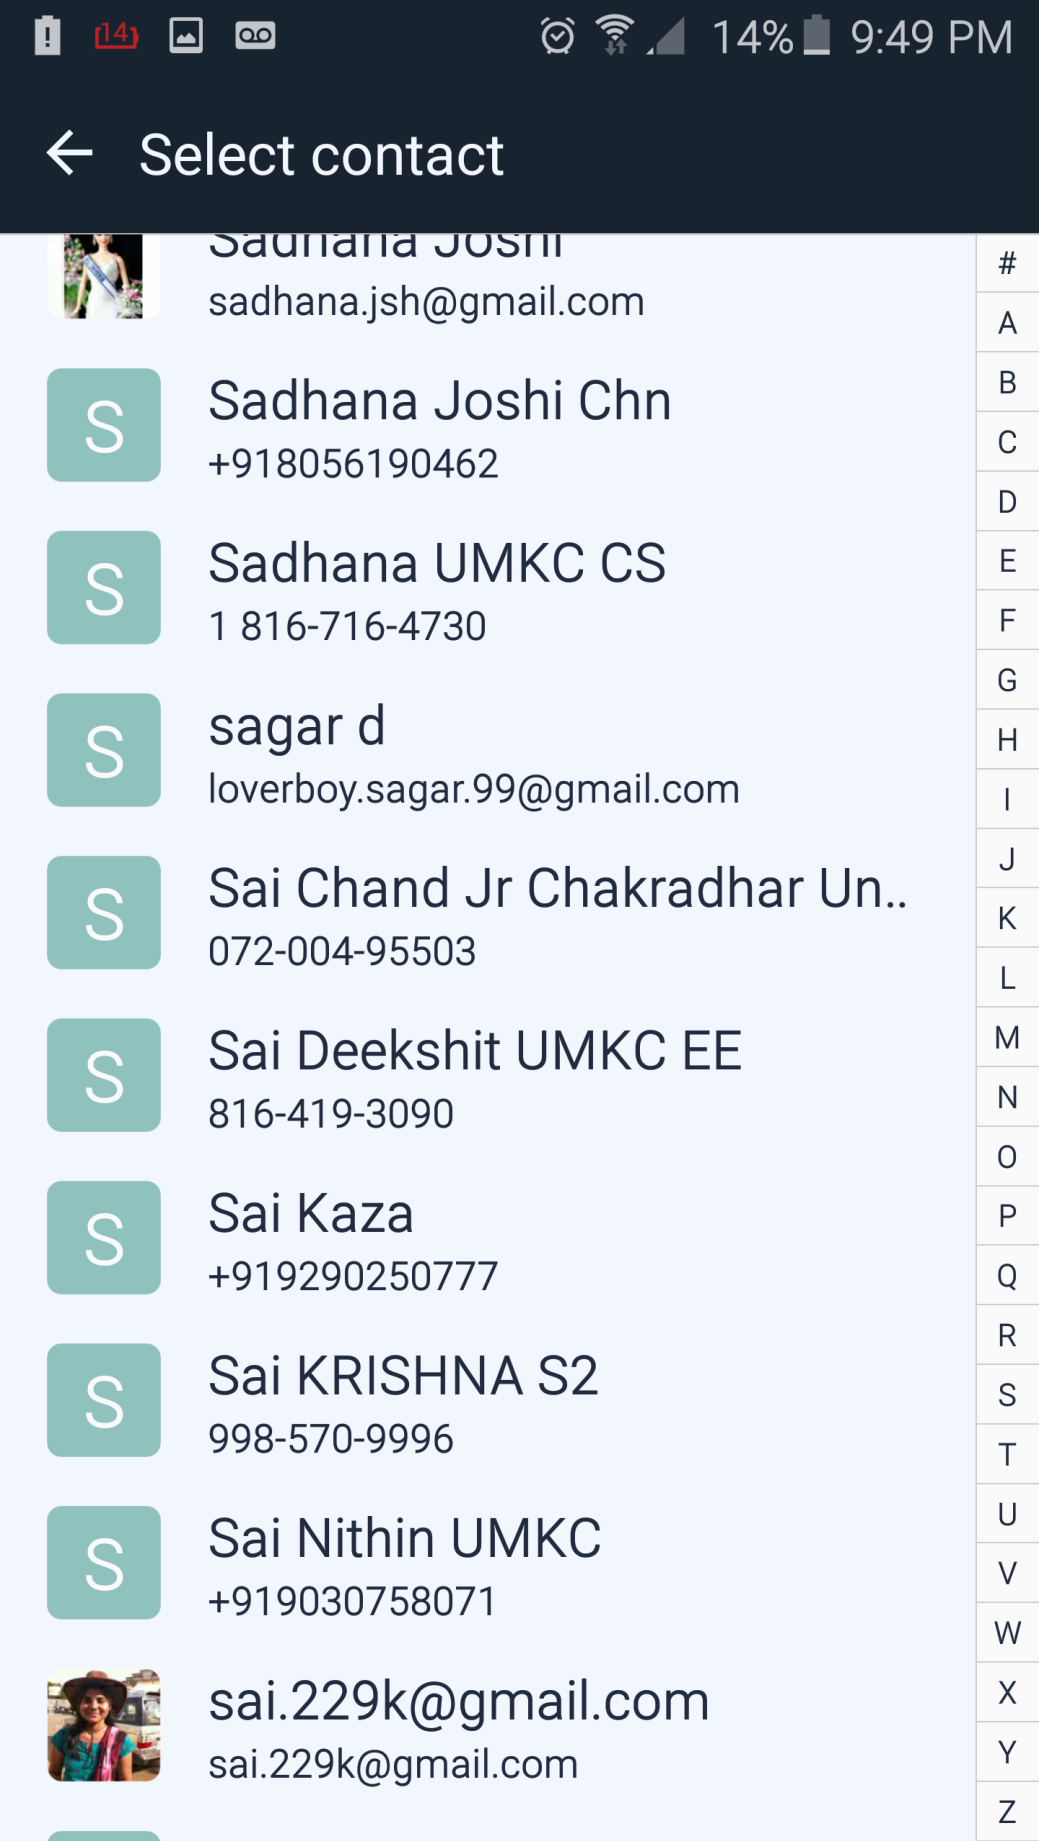 14
14% 9:49 PM
Select contact
Sadhana Joshi
sadhana.jsh@gmail.com
Sadhana Joshi Chn
+918056190462
Sadhana UMKC CS
1 816-716-4730
sagar d
loverboy.sagar.99@gmail.com
Sai Chand Jr Chakradhar Un..
072-004-95503
Sai Deekshit UMKC EE
816-419-3090
Sai Kaza
+919290250777
Sai KRISHNA S2
998-570-9996
Sai Nithin UMKC
+919030758071
sai.229k@gmail.com
sai.229k@gmail.com
S
S
S
S
S
S
S
S
#
A
B
C
D
E
F
G
H
I
J
K
L
M
N
O
P
Q
R
S
T
U
V
W
X
Y
Z